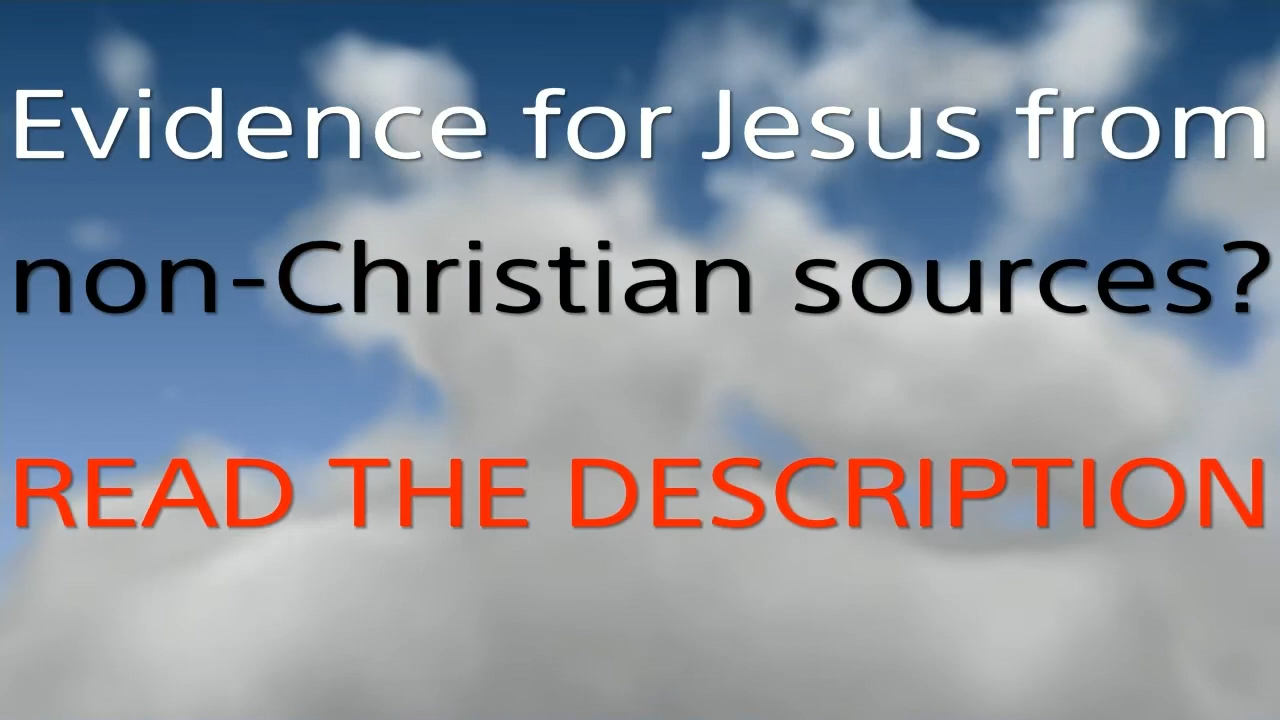 Evidence for Jesus from
non-Christian sources?
READ THE DESCRIPTION